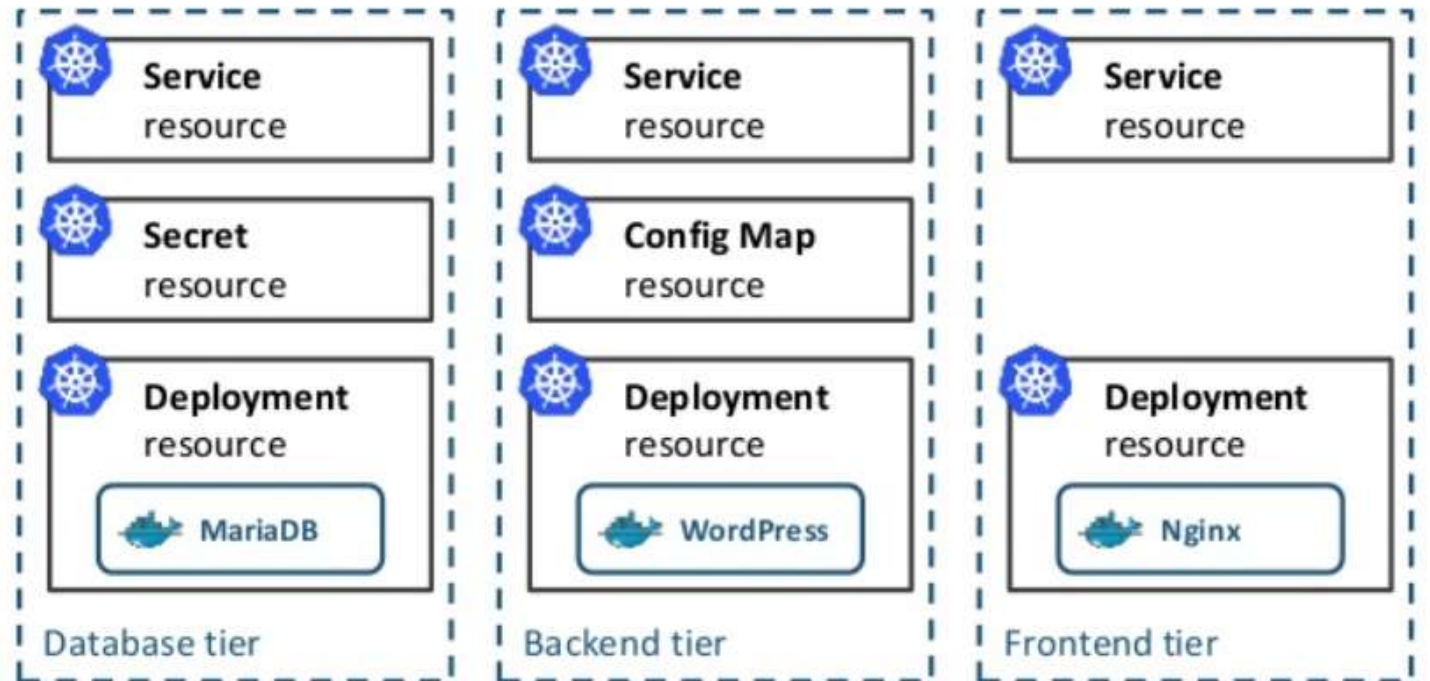 Service
resource
Secret
resource
Deployment
resource
MariaDB
Database tier
Service
resource
Config Map
resource
Deployment
resource
WordPress
Backend tier
Service
resource
Deployment
resource
Nginx
Frontend tier